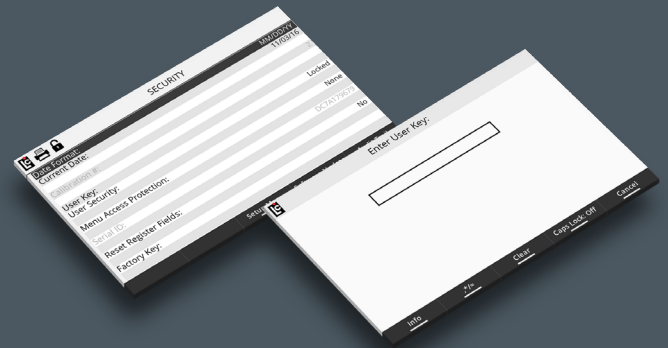 SECURITY
Date Format: MM/DD/YY
Current Date: 11/03/16
Calibration #: 2
User Key:
User Security: Locked
Menu Access Protection: None
Serial ID:
Reset Register Fields: No
Factory Key:
Enter User Key:
Info
Clear
Caps Lock: Off
Cancel